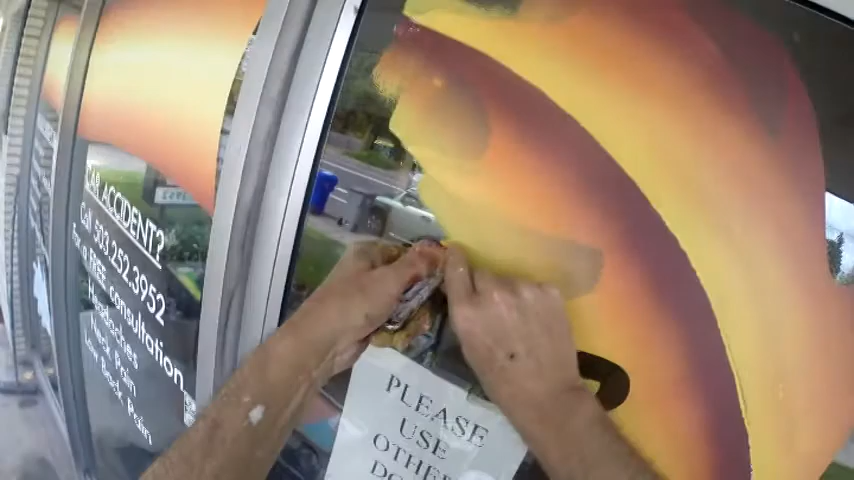 CAR ACCIDENT?
Call 503.252.3952
For a FREE consultation
Headaches
Neck Pain
Low Back Pain
PLEASE
USE
OTHER